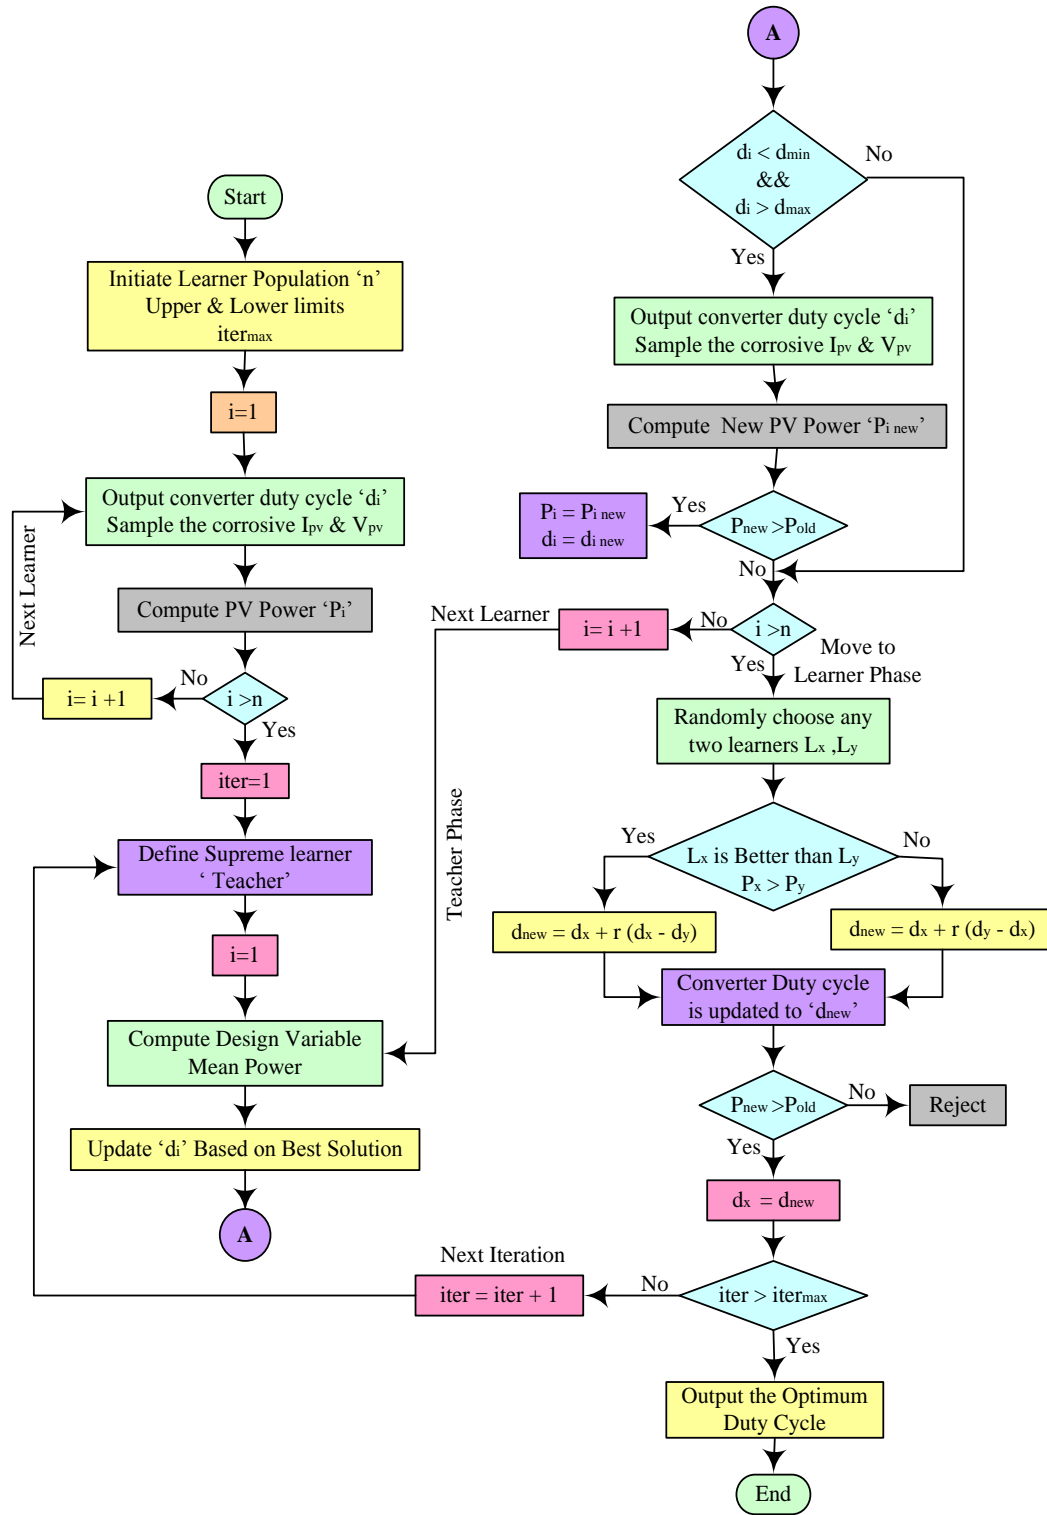 Start
Initiate Learner Population ‘n’
Upper & Lower limits
itermax
i=1
Output converter duty cycle ‘di’
Sample the corrosive Ipv & Vpv
Next Learner
Compute PV Power ‘Pi’
i >n
No
i= i +1
Yes
iter=1
Define Supreme learner
‘ Teacher’
i=1
Compute Design Variable
Mean Power
Update ‘di’ Based on Best Solution
A
A
di < dmin
&&
di > dmax
No
Yes
Output converter duty cycle ‘di’
Sample the corrosive Ipv & Vpv
Compute New PV Power ‘Pi new’
Pnew >Pold
Yes
Pi = Pi new
di = di new
No
i >n
No
i= i +1
Next Learner
Teacher Phase
Yes
Move to
Learner Phase
Randomly choose any
two learners Lx ,Ly
Lx is Better than Ly
Px > Py
Yes
No
dnew = dx + r (dx - dy)
dnew = dx + r (dy - dx)
Converter Duty cycle
is updated to ‘dnew’
Pnew >Pold
No
Reject
Yes
dx = dnew
iter > itermax
No
Next Iteration
iter = iter + 1
Yes
Output the Optimum
Duty Cycle
End